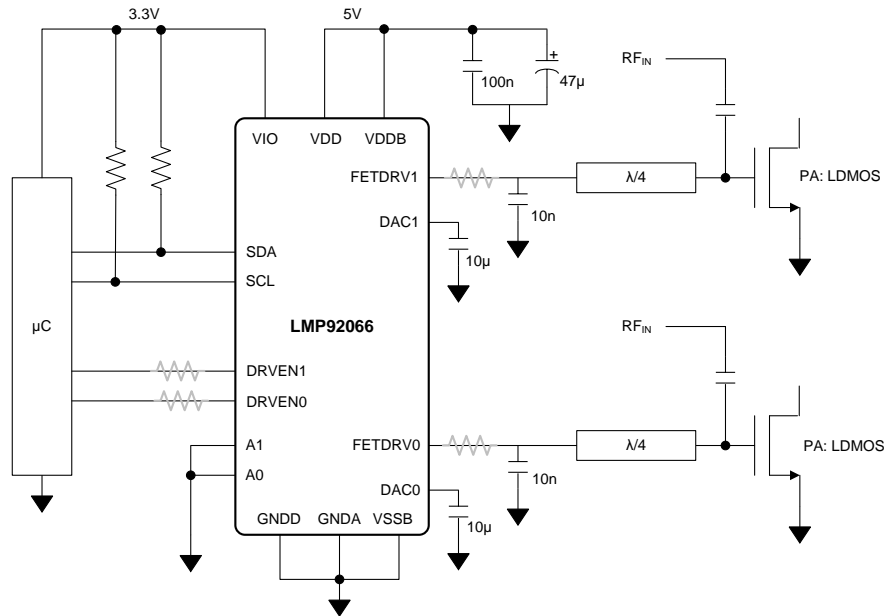 3.3V
5V
100n
47µ
+
RFIN
VIO
VDD
VDDB
FETDRV1
λ/4
PA: LDMOS
10n
DAC1
10µ
SDA
SCL
LMP92066
µC
RFIN
DRVEN1
DRVEN0
A1
FETDRV0
λ/4
PA: LDMOS
A0
10n
DAC0
10µ
GNDD
GNDA
VSSB